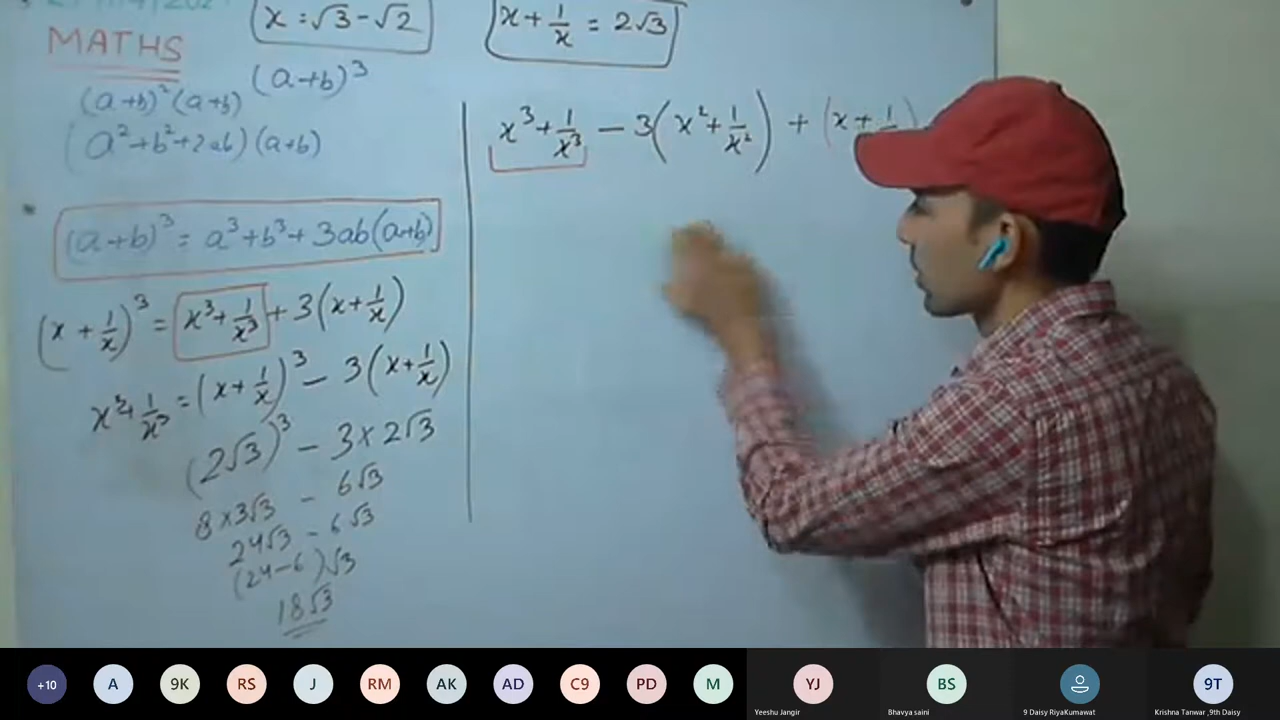 x = √3 - √2
x + 1/x = 2√3
MATHS
(a+b)³
(a+b)²(a+b)
(a²+b²+2ab)(a+b)
(a+b)³ = a³+b³+3ab(a+b)
(x + 1/x)³ = x³ + 1/x³ + 3(x + 1/x)
x³ + 1/x³ = (x + 1/x)³ - 3(x + 1/x)
(2√3)³ - 3×2√3
8×3√3 - 6√3
24√3 - 6√3
(24-6)√3
18√3
x³ + 1/x³ - 3(x² + 1/x²) + (x + 1/
+10 A 9K RS J RM AK AD C9 PD M YJ BS 9T
Yeeshu Jangir Bhavya saini 9 Daisy RiyaKumawat Krishna Tanwar ,9th Daisy